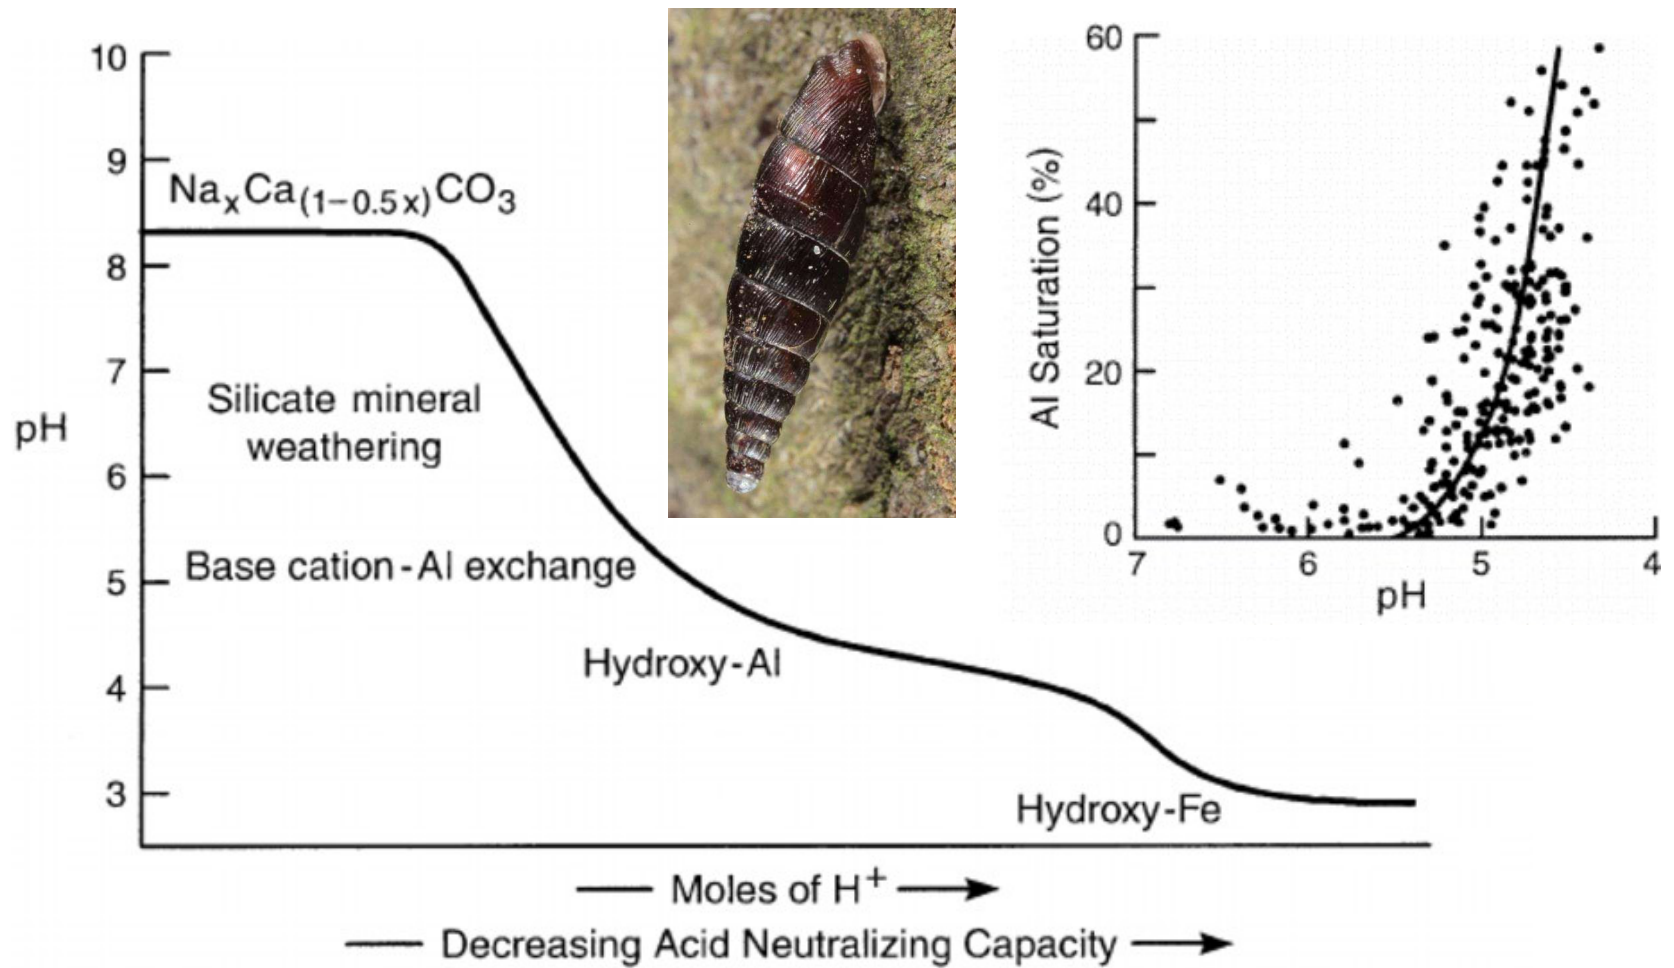 10
9
8
7
6
5
4
3
pH
Na_xCa_(1-0.5x)CO_3
Silicate mineral
weathering
Base cation-Al exchange
Hydroxy-Al
Hydroxy-Fe
Moles of H^+
Decreasing Acid Neutralizing Capacity
60
40
20
0
Al Saturation (%)
7 6 5 4
pH